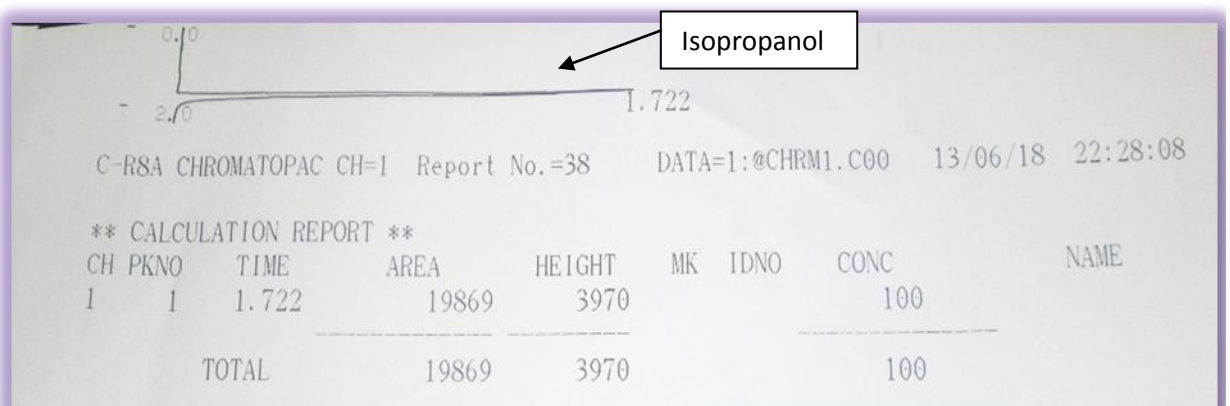 0.0
Isopropanol
1.722
2.0
C-R8A CHROMATOPAC CH=1 Report No.=38 DATA=1:@CHRM1.C00 13/06/18 22:28:08
** CALCULATION REPORT **
CH PKNO TIME AREA HEIGHT MK IDNO CONC NAME
1 1 1.722 19869 3970 100
TOTAL 19869 3970 100